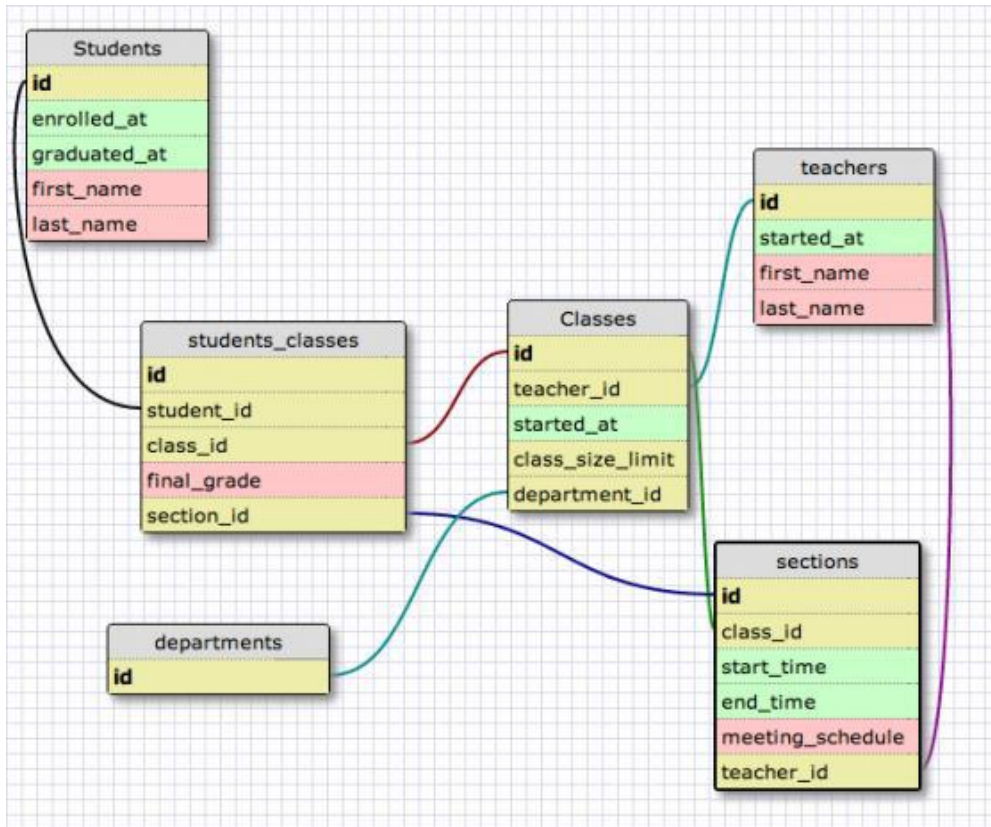 Students
id
enrolled_at
graduated_at
first_name
last_name
teachers
id
started_at
first_name
last_name
students_classes
id
student_id
class_id
final_grade
section_id
Classes
id
teacher_id
started_at
class_size_limit
department_id
departments
id
sections
id
class_id
start_time
end_time
meeting_schedule
teacher_id